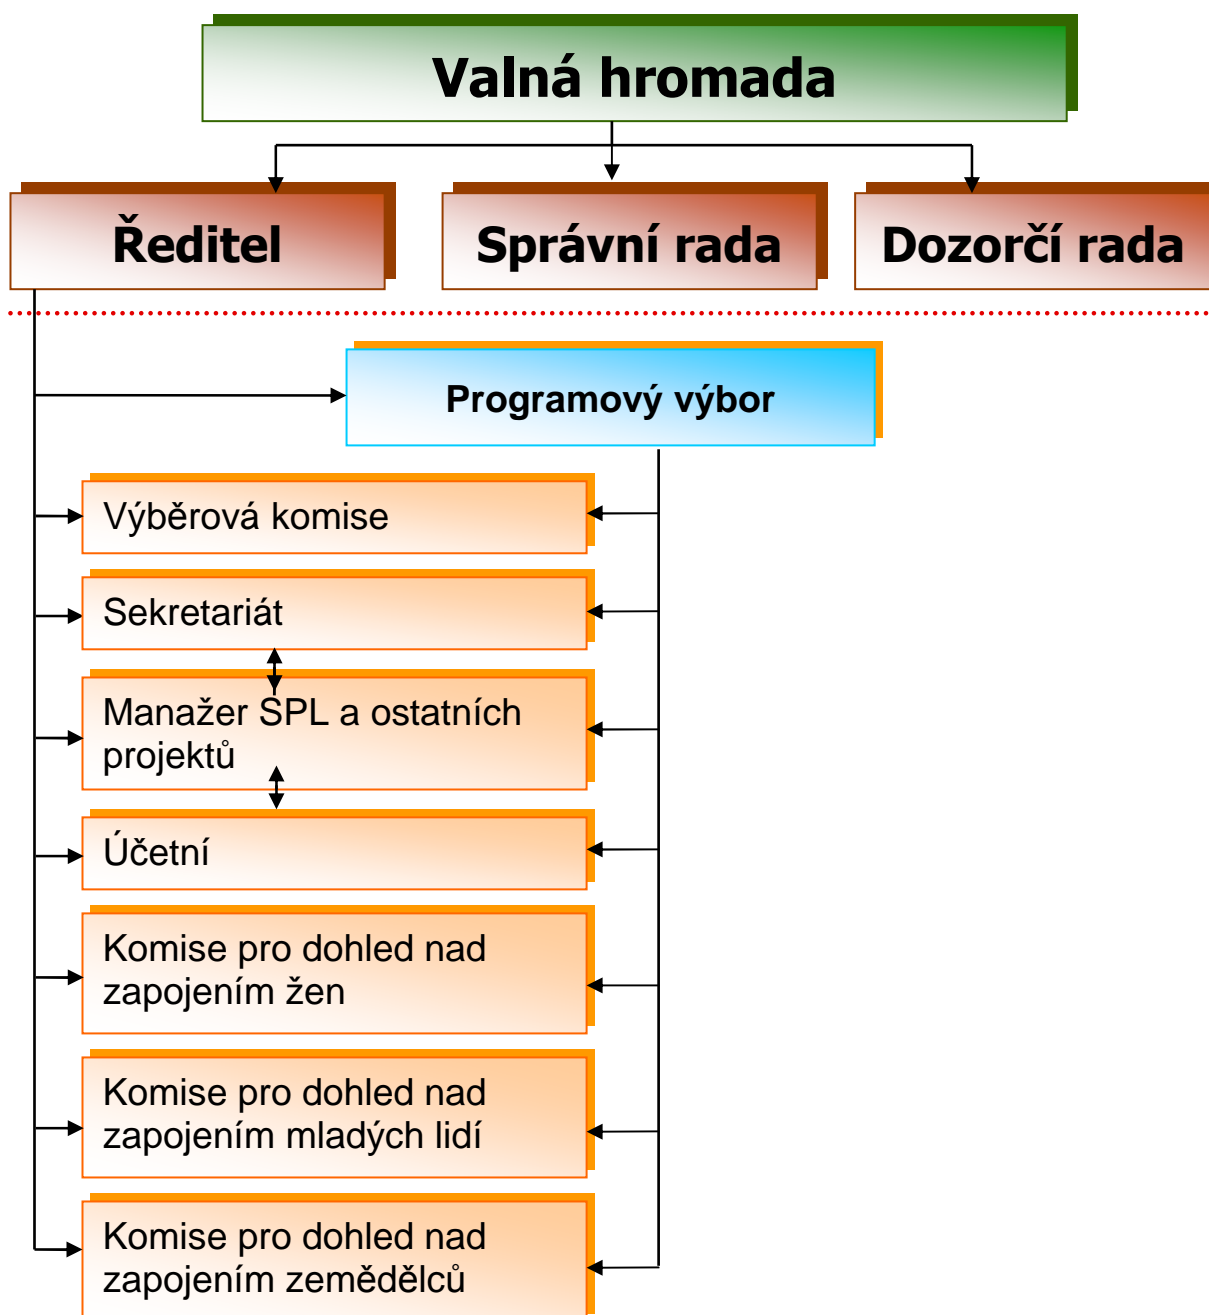 Valná hromada
Ředitel
Správní rada
Dozorčí rada
Programový výbor
Výběrová komise
Sekretariát
Manažer SPL a ostatních
projektů
Účetní
Komise pro dohled nad
zapojením žen
Komise pro dohled nad
zapojením mladých lidí
Komise pro dohled nad
zapojením zemědělců